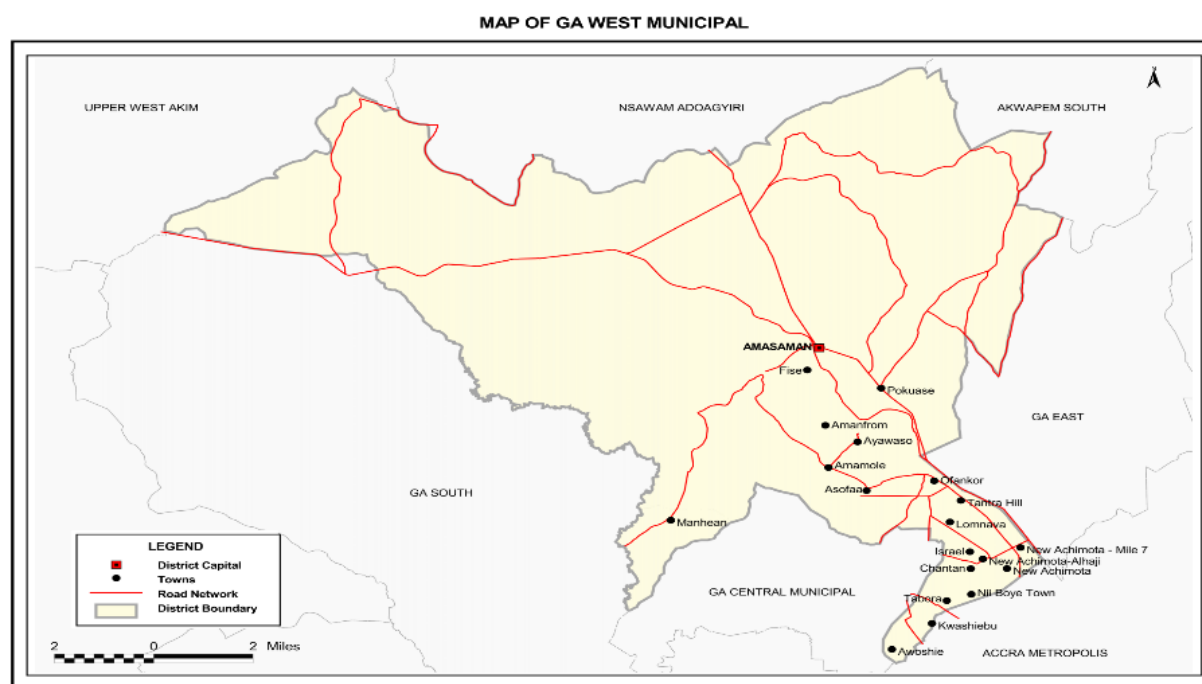 MAP OF GA WEST MUNICIPAL
UPPER WEST AKIM
NSAWAM ADOAGYIRI
AKWAPEM SOUTH
AMASAMAN
Fise
Pokuase
GA EAST
Amanfrom
Ayawaso
Amamole
Ofankor
Asofaa
GA SOUTH
Tantra Hill
Manhean
Lomnava
New Achimota - Mile 7
Israel
New Achimota-Alhaji
Chantan
New Achimota
GA CENTRAL MUNICIPAL
Nii Boye Town
Tabora
Kwashiebu
Awoshie
ACCRA METROPOLIS
LEGEND
District Capital
Towns
Road Network
District Boundary
2 0 2 Miles